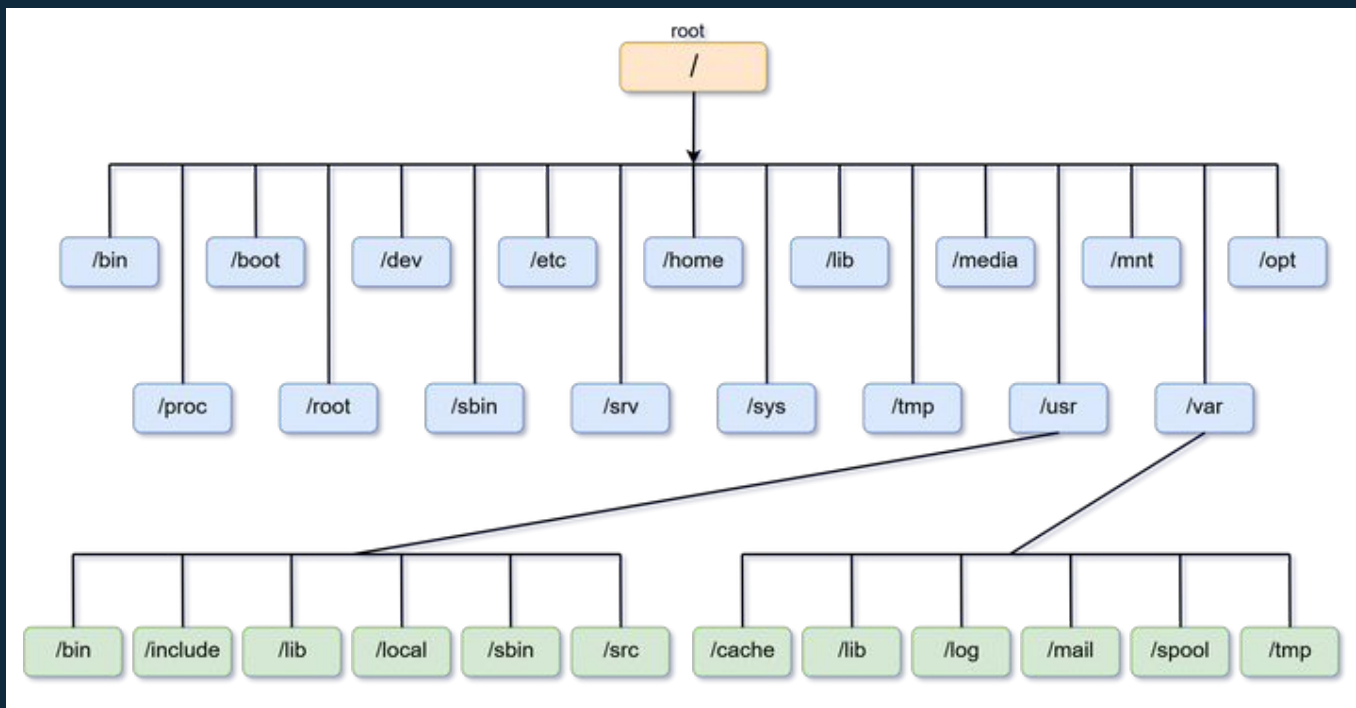 root
/
/bin /boot /dev /etc /home /lib /media /mnt /opt
/proc /root /sbin /srv /sys /tmp /usr /var
/bin /include /lib /local /sbin /src /cache /lib /log /mail /spool /tmp